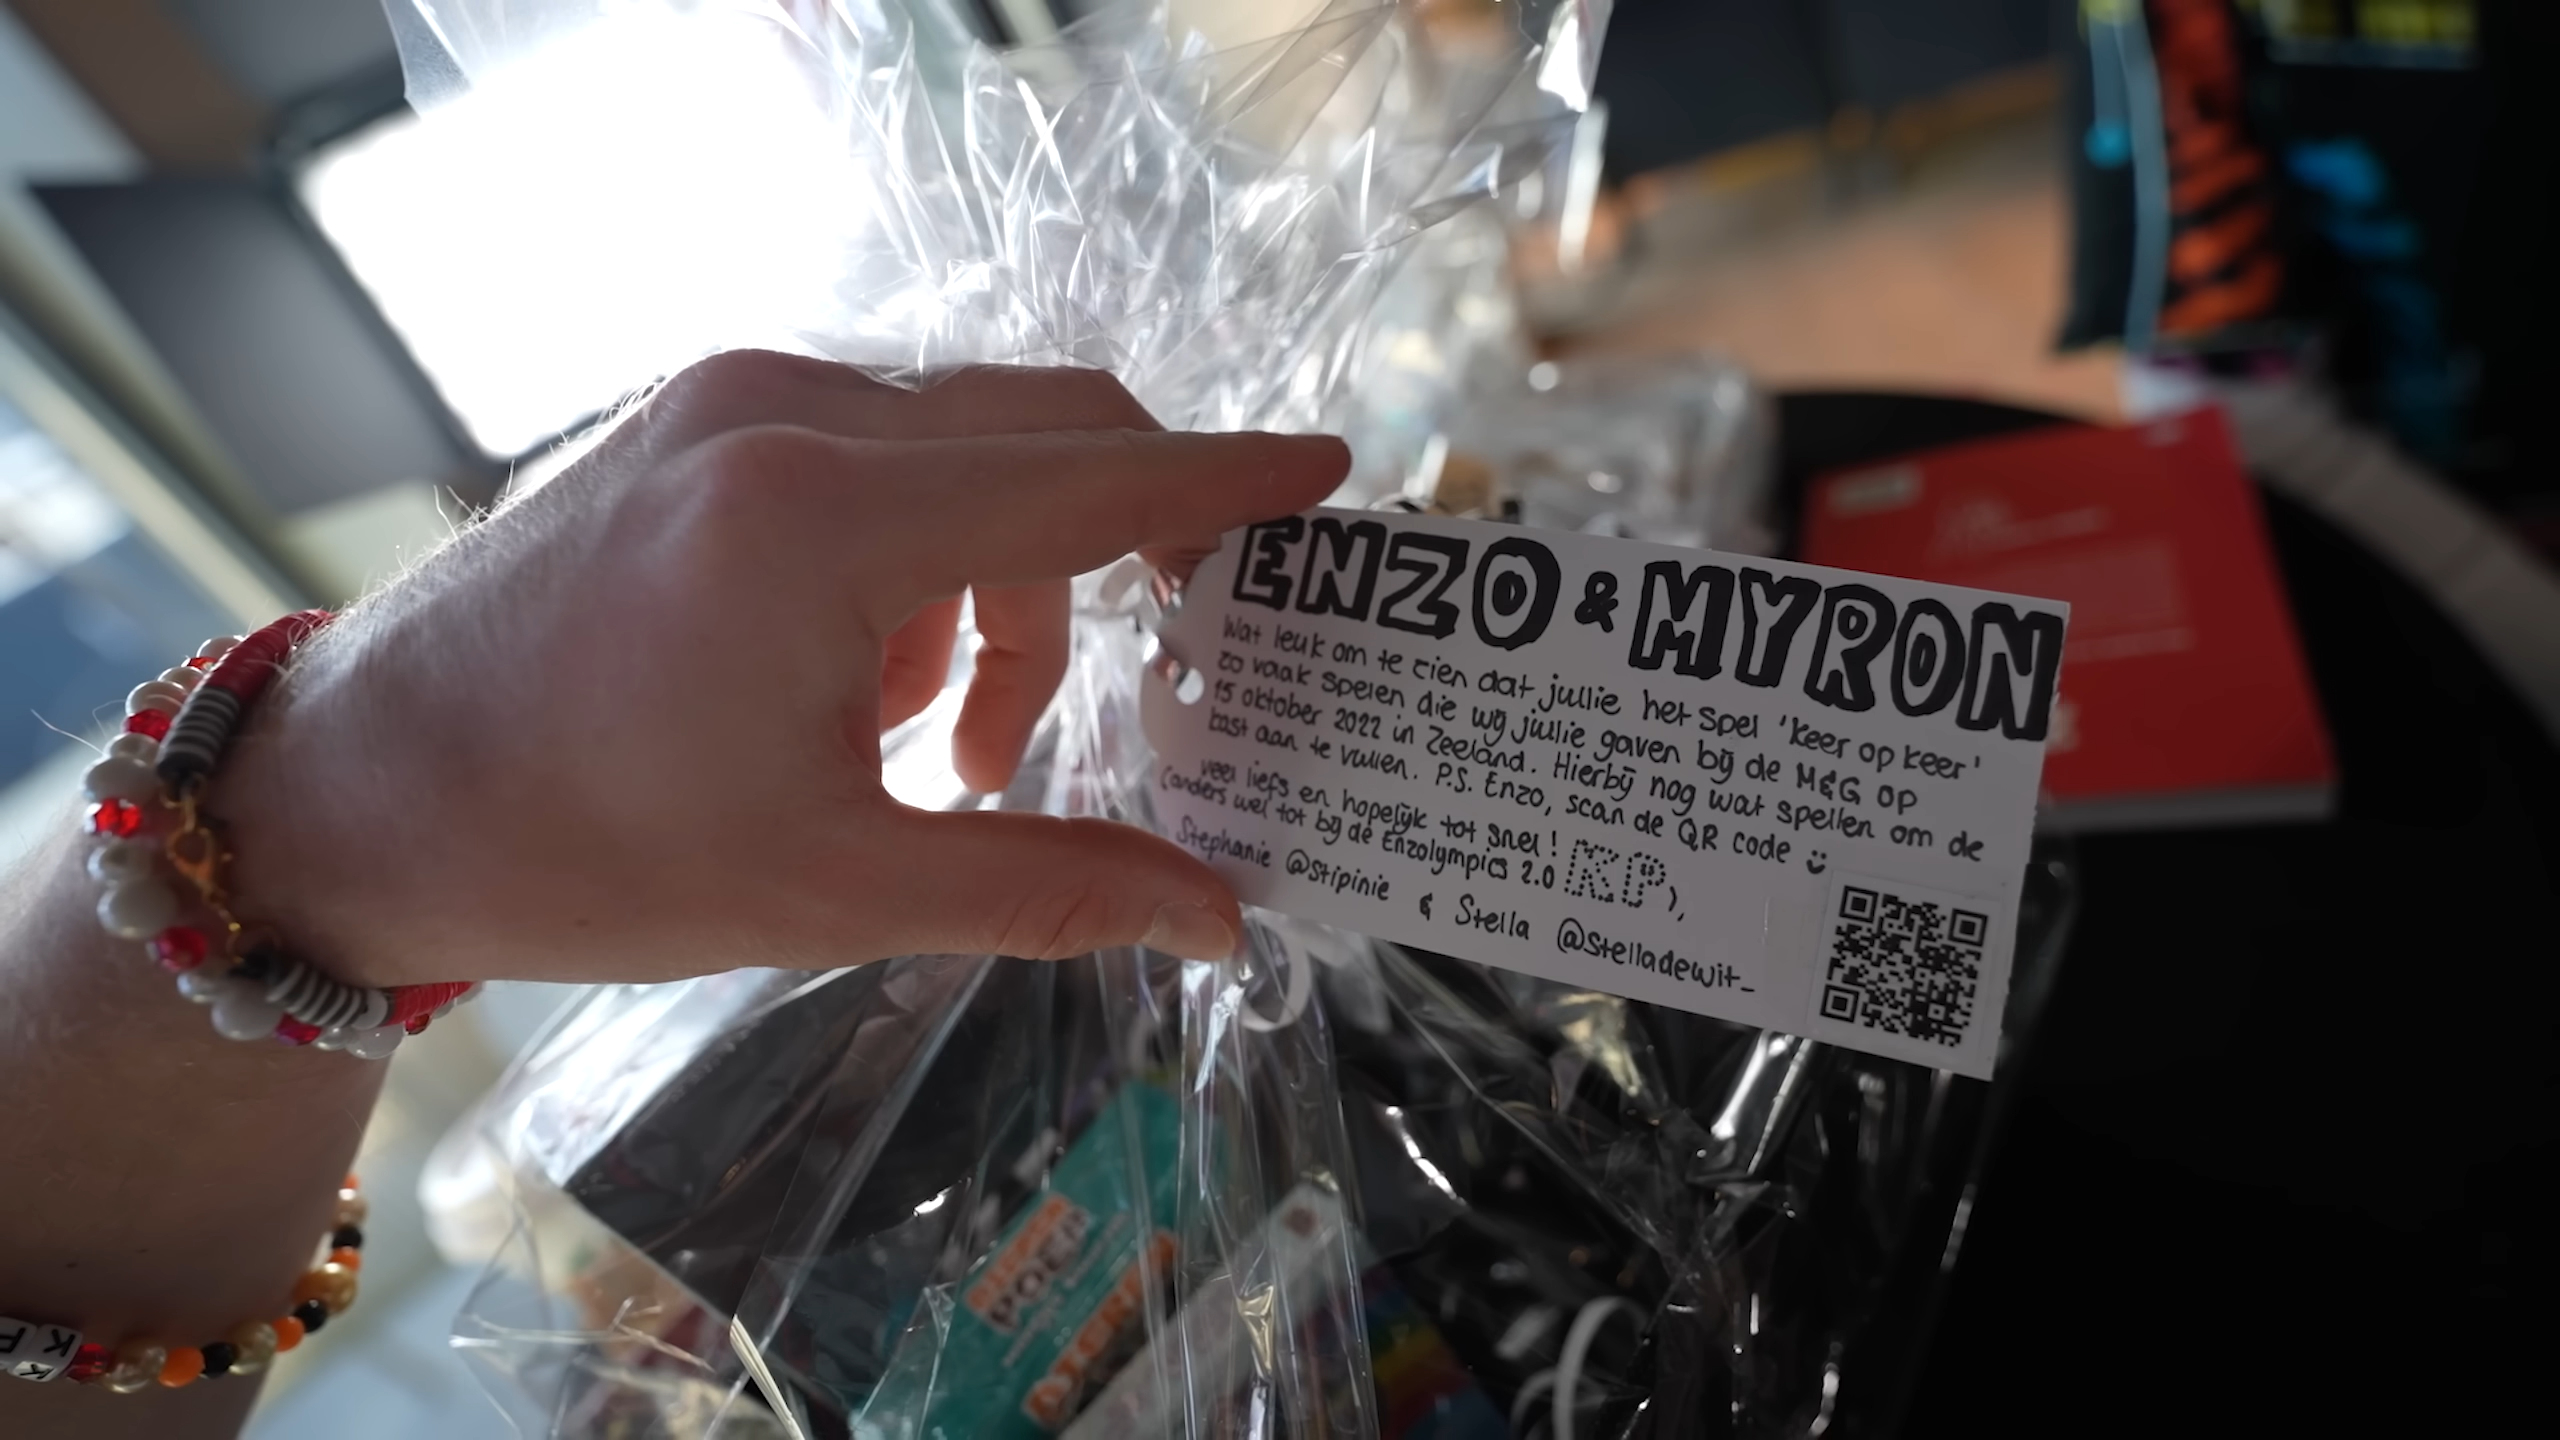 ENZO & MYRON
Wat leuk om te zien dat jullie het spel 'keer op keer'
zo vaak spelen die wij jullie gaven bij de M&G op
15 oktober 2022 in Zeeland. Hierbij nog wat spellen om de
kast aan te vullen. P.S. Enzo, scan de QR code
veel liefs en hopelijk tot snel!
(anders wel tot bij de Enzolympics 2.0 KP),
Stephanie @stipinie & Stella @stelladewit_
POEP
K P
K